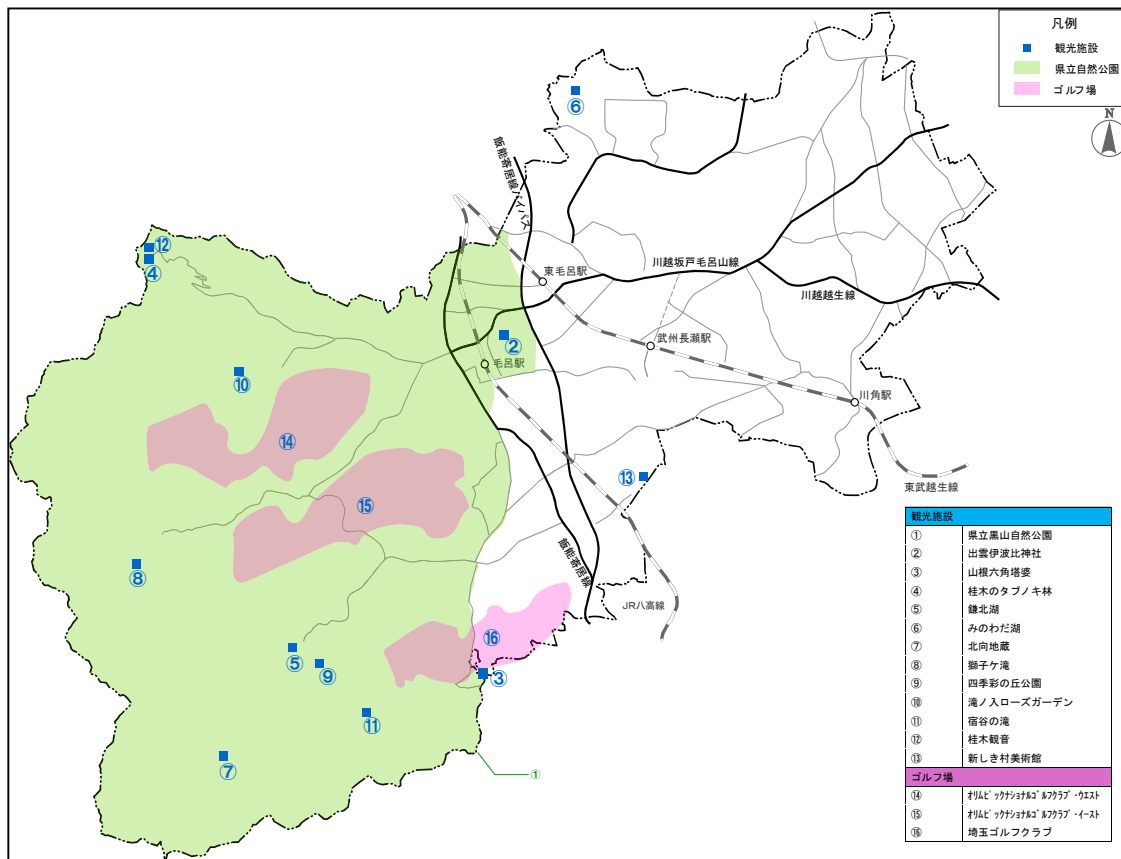 凡例
観光施設
県立自然公園
ゴルフ場
N
⑥
飯能寄居線バイパス
⑫
④
東毛呂駅
川越坂戸毛呂山線
川越越生線
②
毛呂駅
武州長瀬駅
⑩
川角駅
⑭
⑬
東武越生線
⑮
飯能寄居線
⑧
JR八高線
⑯
⑤
⑨
③
⑪
⑦
①
観光施設
① 県立黒山自然公園
② 出雲伊波比神社
③ 山根六角塔婆
④ 桂木のタブノキ林
⑤ 鎌北湖
⑥ みのわだ湖
⑦ 北向地蔵
⑧ 獅子ケ滝
⑨ 四季彩の丘公園
⑩ 滝ノ入ローズガーデン
⑪ 宿谷の滝
⑫ 桂木観音
⑬ 新しき村美術館
ゴルフ場
⑭ ｵﾘﾑﾋﾟｯｸﾅｼｮﾅﾙｺﾞﾙﾌｸﾗﾌﾞ･ｳエスト
⑮ ｵﾘﾑﾋﾟｯｸﾅｼｮﾅﾙｺﾞﾙﾌｸﾗﾌﾞ･イースト
⑯ 埼玉ゴルフクラブ